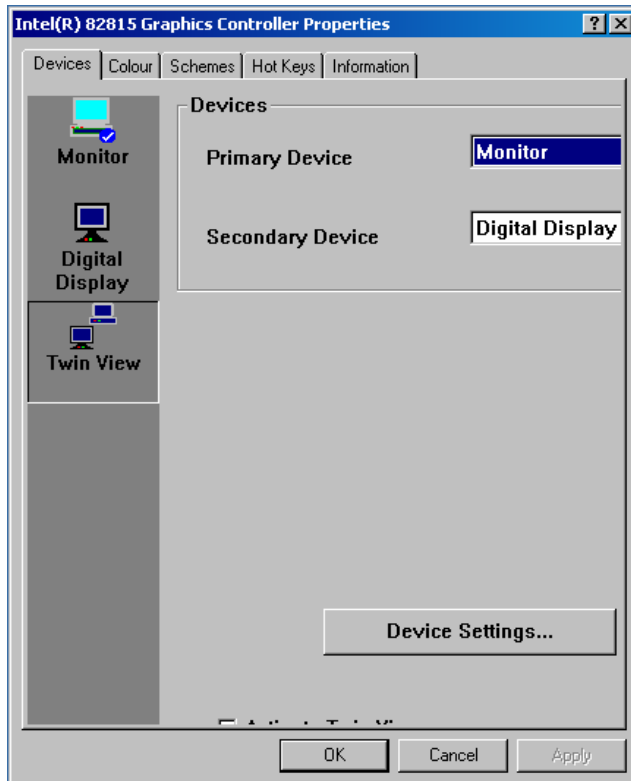 Intel(R) 82815 Graphics Controller Properties
Devices Colour Schemes Hot Keys Information
Monitor
Digital
Display
Twin View
Devices
Primary Device Monitor
Secondary Device Digital Display
Device Settings...
OK Cancel Apply